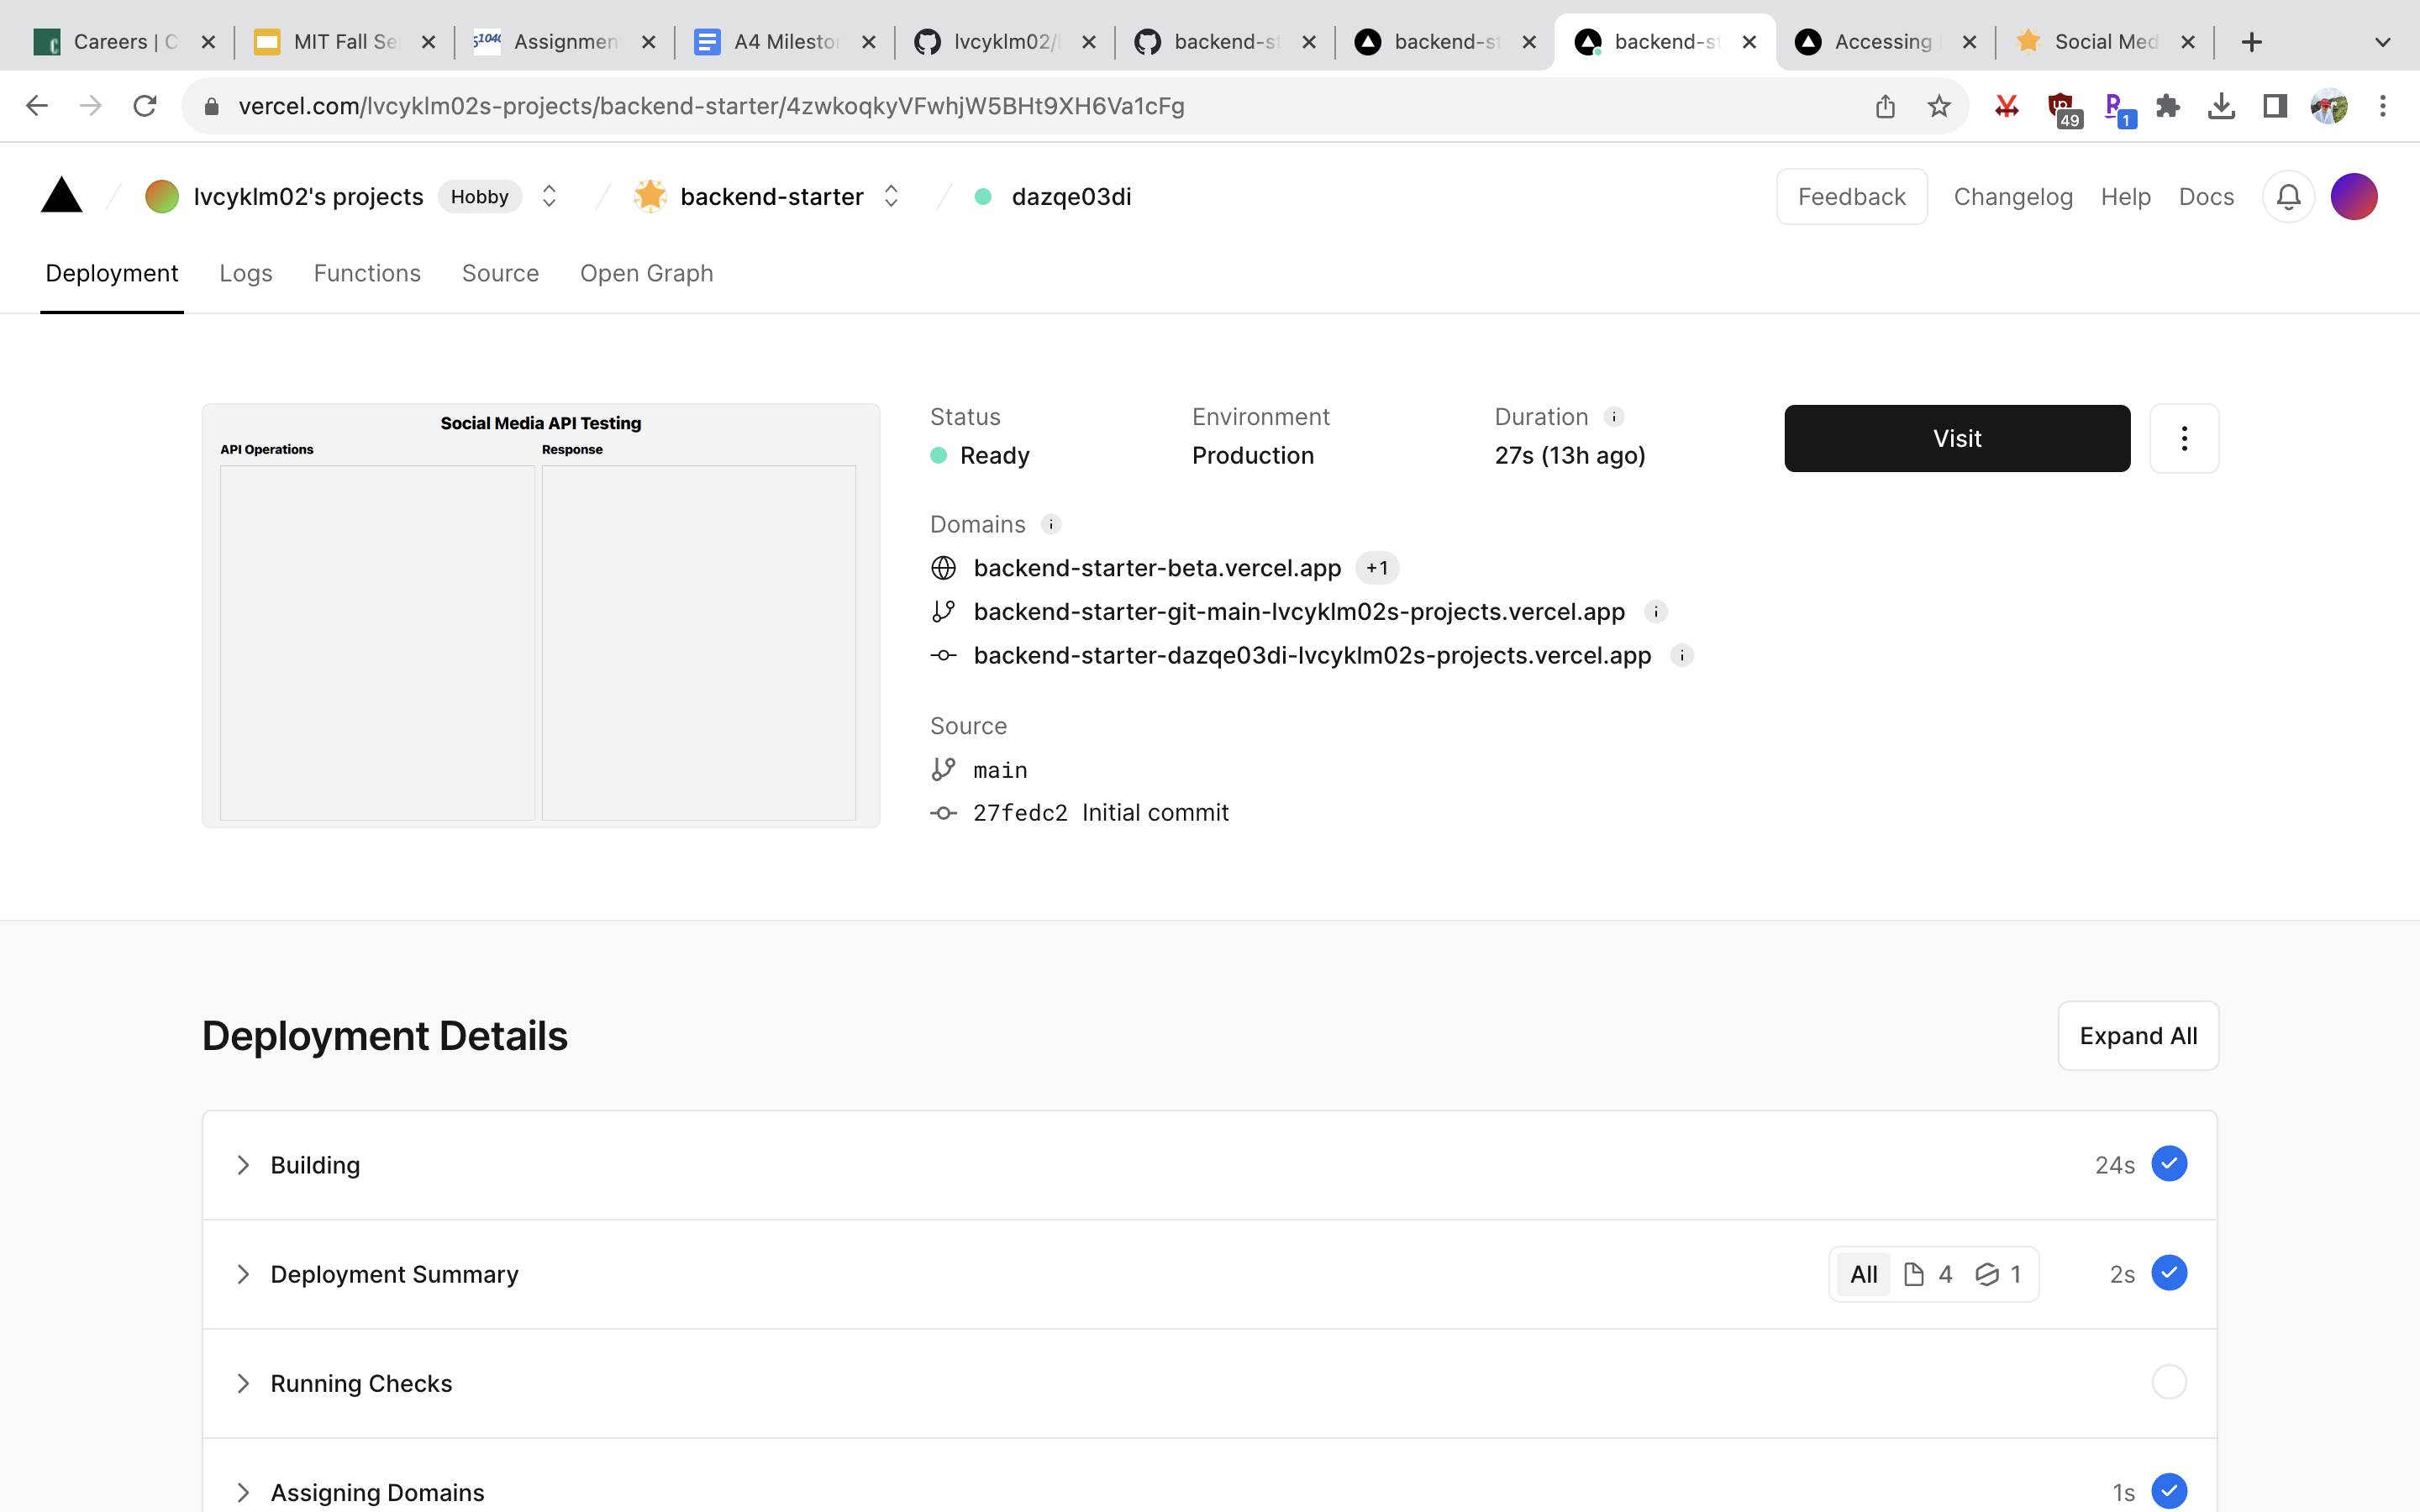 Careers | C
MIT Fall Se
61040 Assignmen
A4 Milesto
lvcyklm02/
backend-st
backend-st
backend-st
Accessing
Social Med
vercel.com/lvcyklm02s-projects/backend-starter/4zwkoqkyVFwhjW5BHt9XH6Va1cFg
49
1
lvcyklm02's projects Hobby
backend-starter
dazqe03di
Feedback Changelog Help Docs
Deployment Logs Functions Source Open Graph
Social Media API Testing
API Operations Response
Status Environment Duration
Ready Production 27s (13h ago)
Visit
Domains
backend-starter-beta.vercel.app +1
backend-starter-git-main-lvcyklm02s-projects.vercel.app
backend-starter-dazqe03di-lvcyklm02s-projects.vercel.app
Source
main
27fedc2 Initial commit
Deployment Details
Expand All
Building 24s
Deployment Summary All 4 1 2s
Running Checks
Assigning Domains 1s